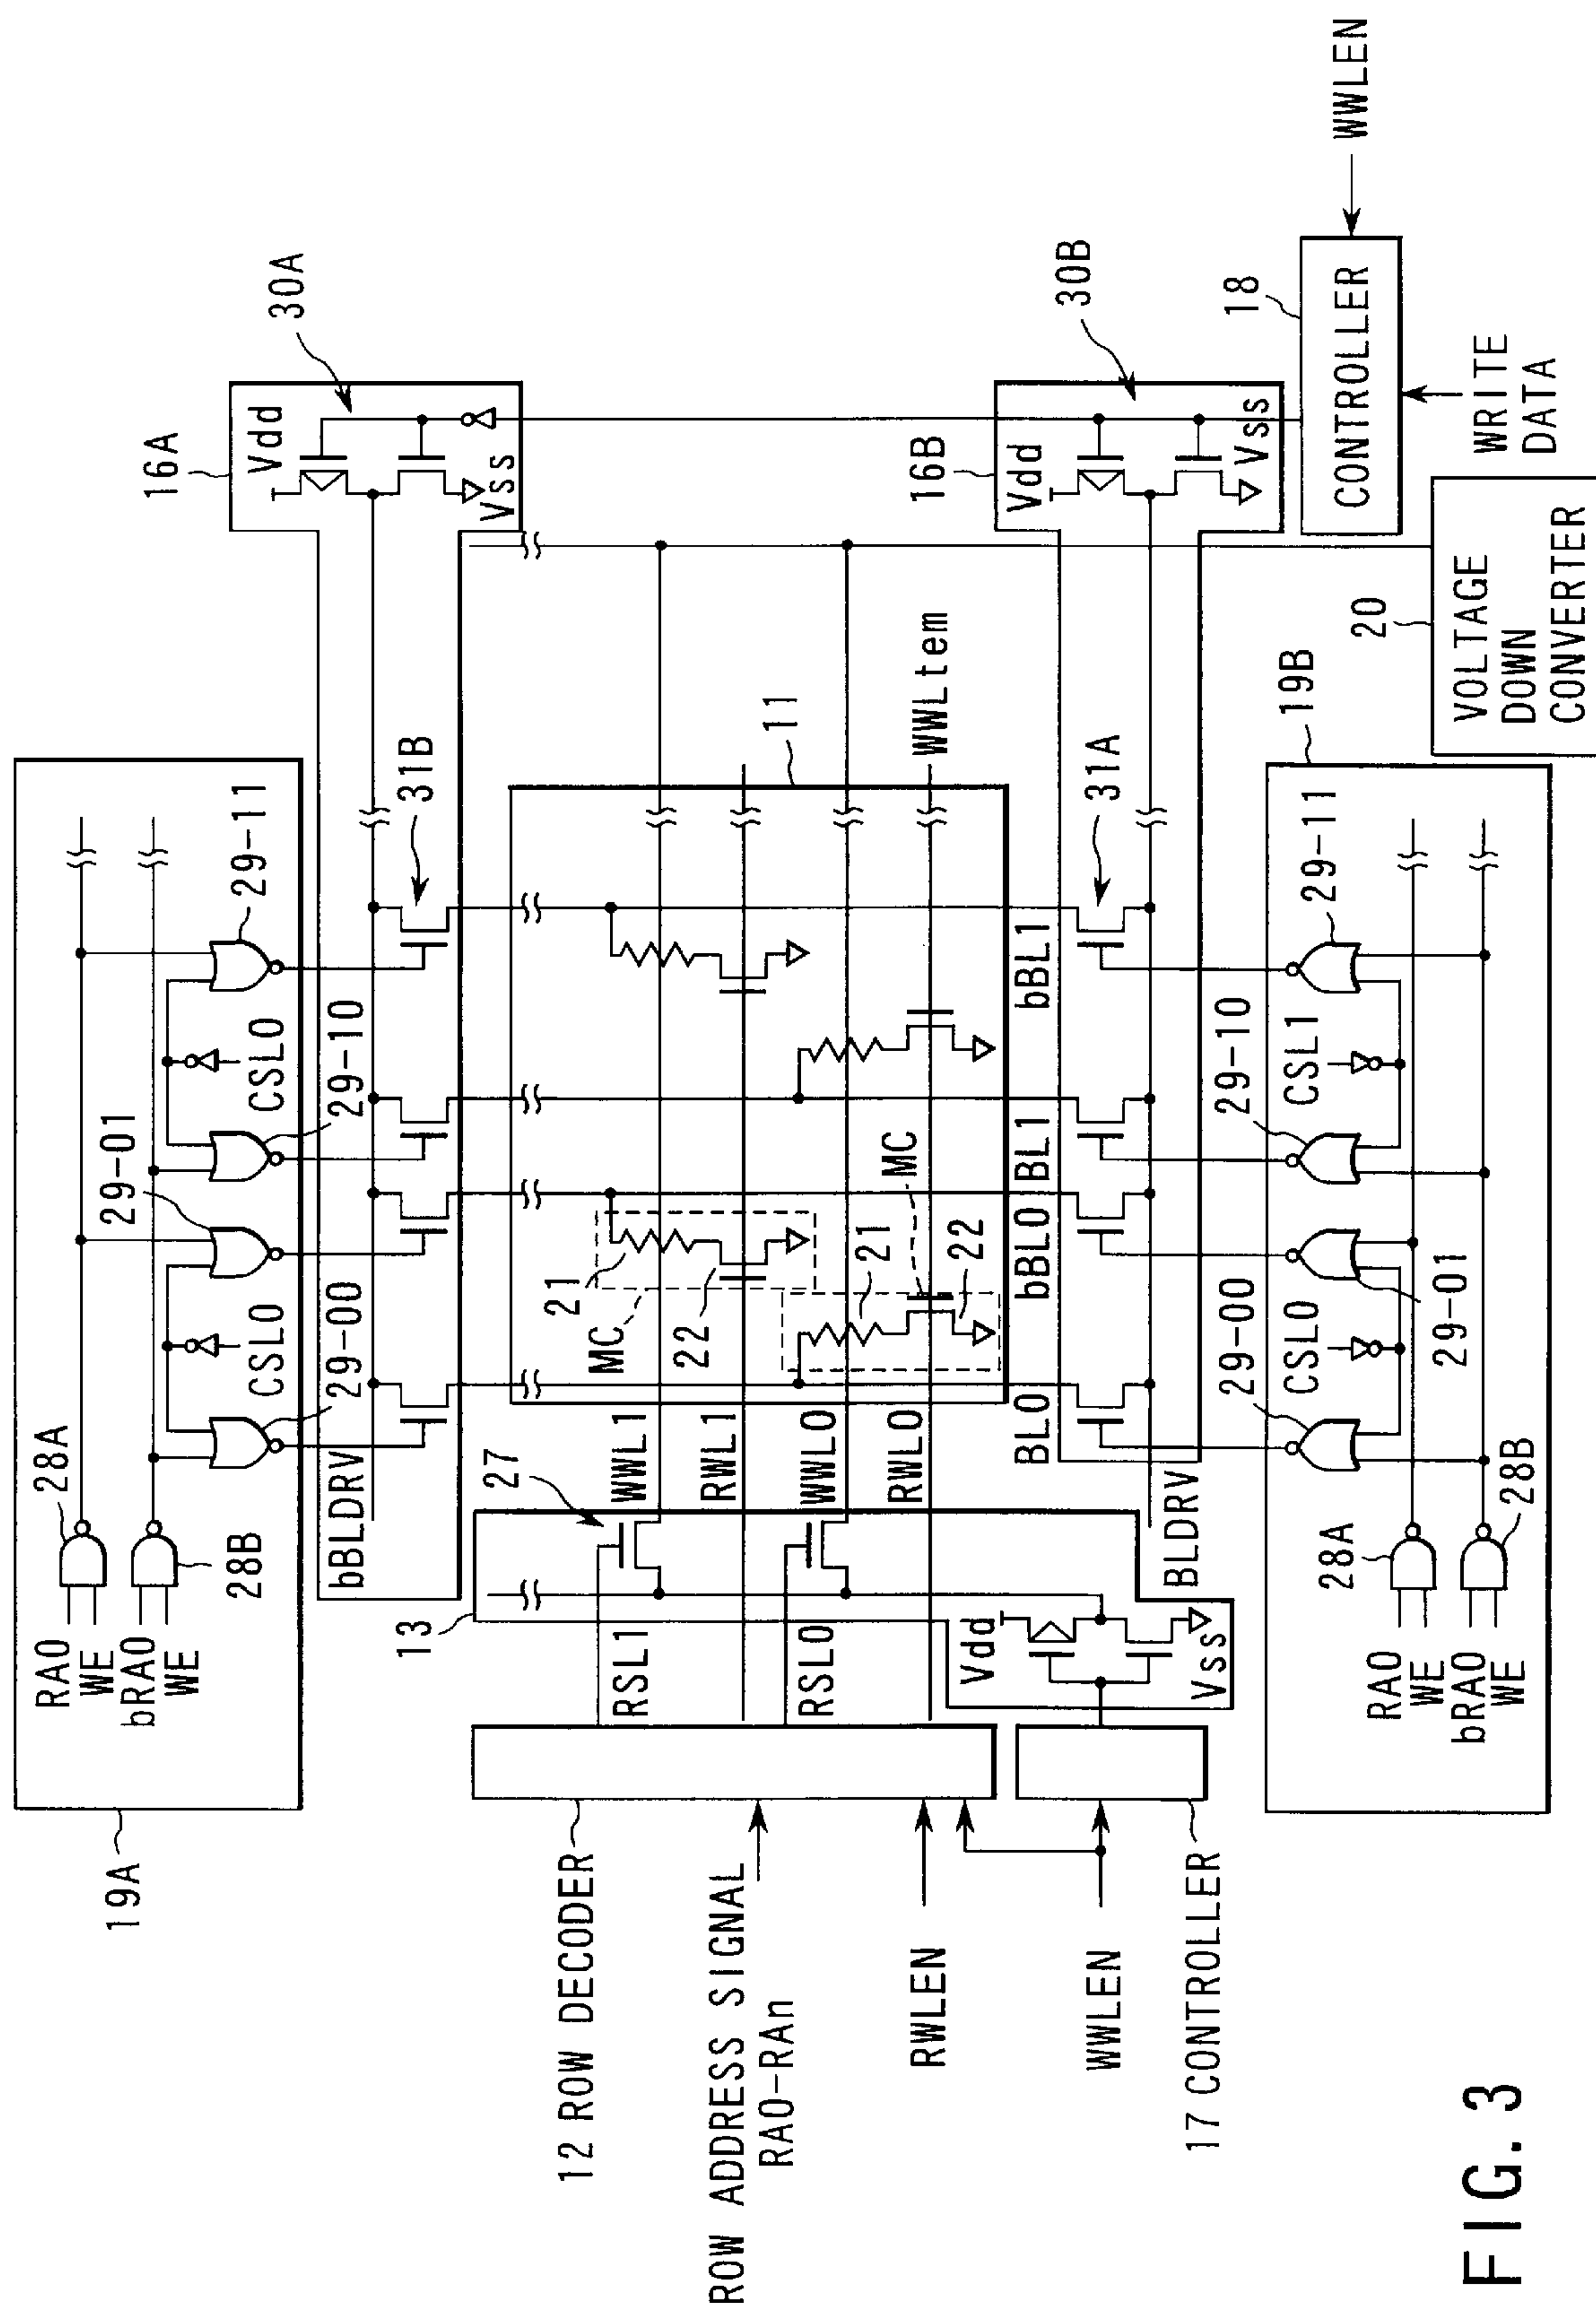 19A
RA0
WE
bRA0
WE
28A
28B
29-00
CSL0
29-01
29-10
CSL0
29-11
16A
Vdd
Vss
30A
bBLDRV
31B
12 ROW DECODER
ROW ADDRESS SIGNAL
RA0-RAn
RWLEN
WWLEN
17 CONTROLLER
13
27
RSL1
RSL0
Vdd
Vss
WWL1
RWL1
WWL0
RWL0
MC
21
22
21
22
MC
11
WWLtem
BL0
bBL0
BL1
bBL1
31A
BLDRV
16B
Vdd
Vss
30B
RA0
WE
bRA0
WE
28A
28B
29-00
CSL0
29-01
29-10
CSL1
29-11
19B
18
CONTROLLER
WWLEN
WRITE
DATA
20
VOLTAGE
DOWN
CONVERTER
FIG. 3